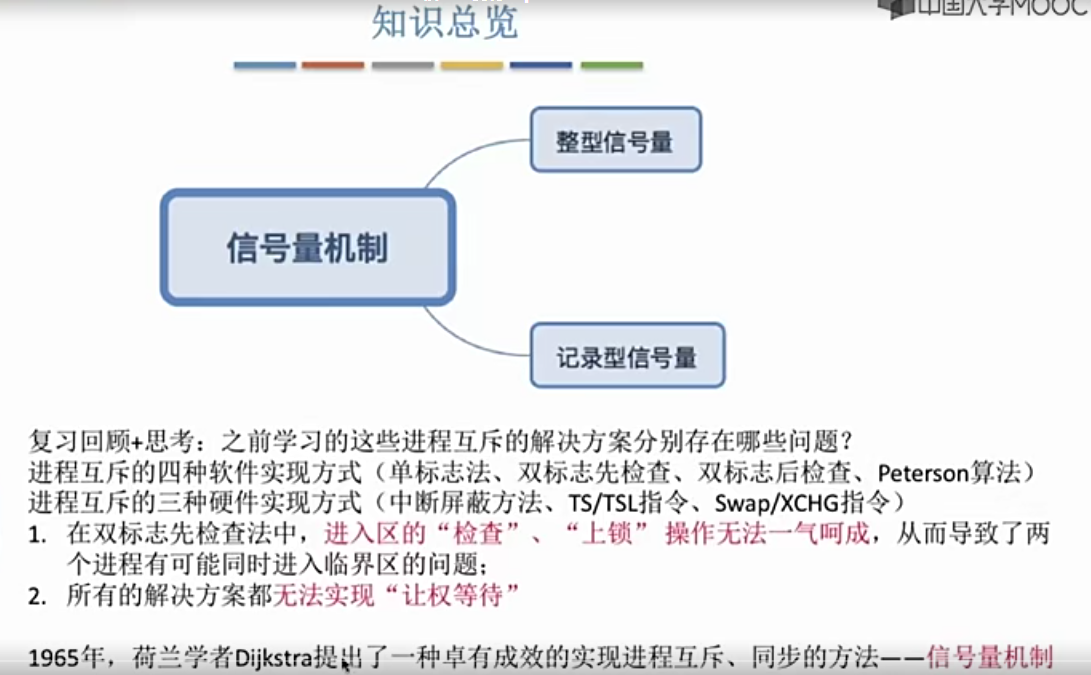 知识总览
中国大学MOOC
整型信号量
信号量机制
记录型信号量
复习回顾+思考：之前学习的这些进程互斥的解决方案分别存在哪些问题？
进程互斥的四种软件实现方式（单标志法、双标志先检查、双标志后检查、Peterson算法）
进程互斥的三种硬件实现方式（中断屏蔽方法、TS/TSL指令、Swap/XCHG指令）
1. 在双标志先检查法中，进入区的“检查”、“上锁” 操作无法一气呵成，从而导致了两
个进程有可能同时进入临界区的问题；
2. 所有的解决方案都无法实现“让权等待”
1965年，荷兰学者Dijkstra提出了一种卓有成效的实现进程互斥、同步的方法——信号量机制